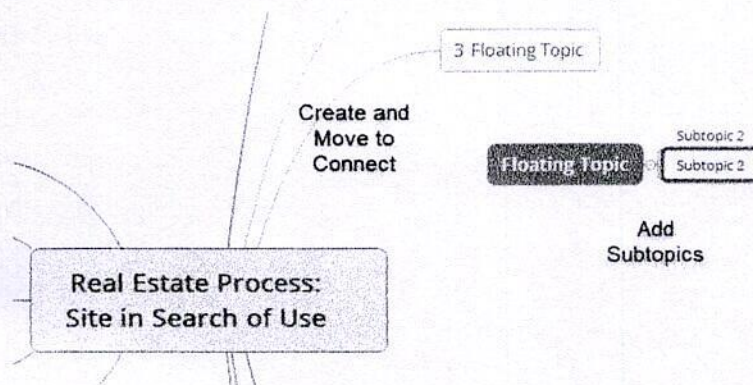 3 Floating Topic
Create and
Move to
Connect
Subtopic 2
Floating Topic
Subtopic 2
Add
Subtopics
Real Estate Process:
Site in Search of Use